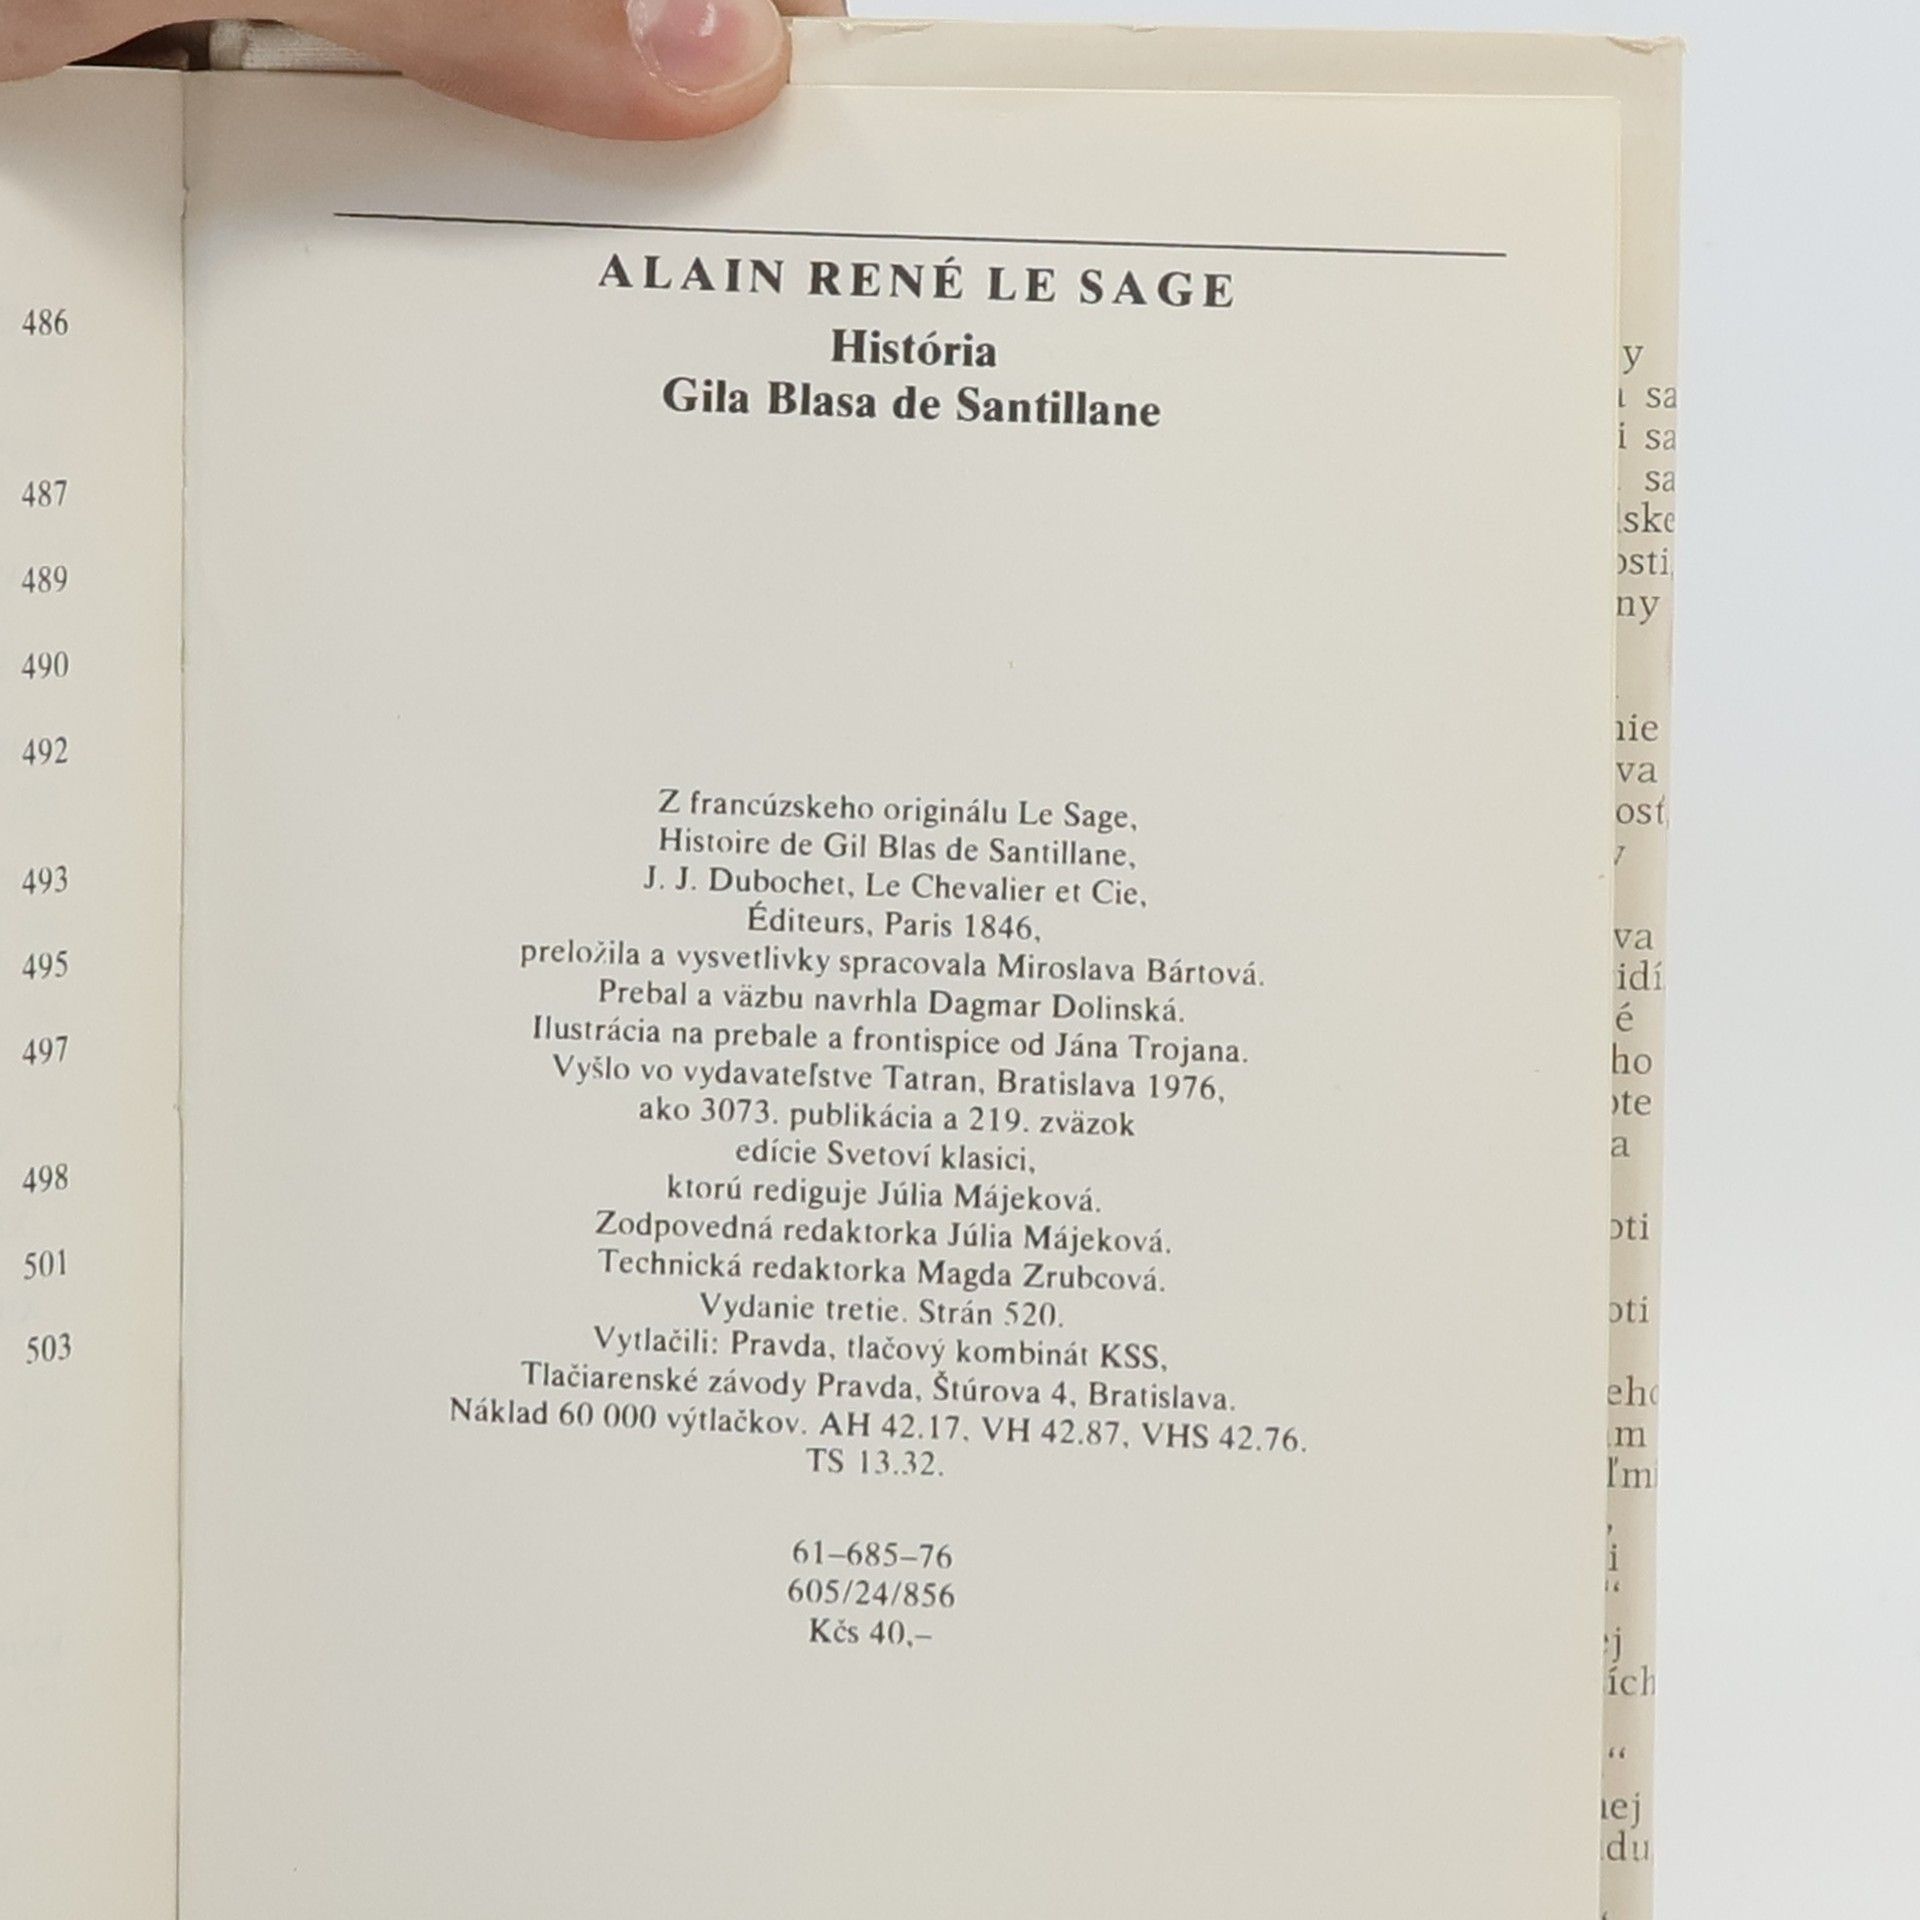 486
487
489
490
492
493
495
497
498
501
503
ALAIN RENÉ LE SAGE
História
Gila Blasa de Santillane
Z francúzskeho originálu Le Sage,
Histoire de Gil Blas de Santillane,
J. J. Dubochet, Le Chevalier et Cie,
Éditeurs, Paris 1846,
preložila a vysvetlivky spracovala Miroslava Bártová.
Prebal a väzbu navrhla Dagmar Dolinská.
Ilustrácia na prebale a frontispice od Jána Trojana.
Vyšlo vo vydavateľstve Tatran, Bratislava 1976,
ako 3073. publikácia a 219. zväzok
edície Svetoví klasici,
ktorú rediguje Júlia Májeková.
Zodpovedná redaktorka Júlia Májeková.
Technická redaktorka Magda Zrubcová.
Vydanie tretie. Strán 520.
Vytlačili: Pravda, tlačový kombinát KSS,
Tlačiarenské závody Pravda, Štúrova 4, Bratislava.
Náklad 60 000 výtlačkov. AH 42.17, VH 42.87, VHS 42.76.
TS 13.32.
61–685–76
605/24/856
Kčs 40,–